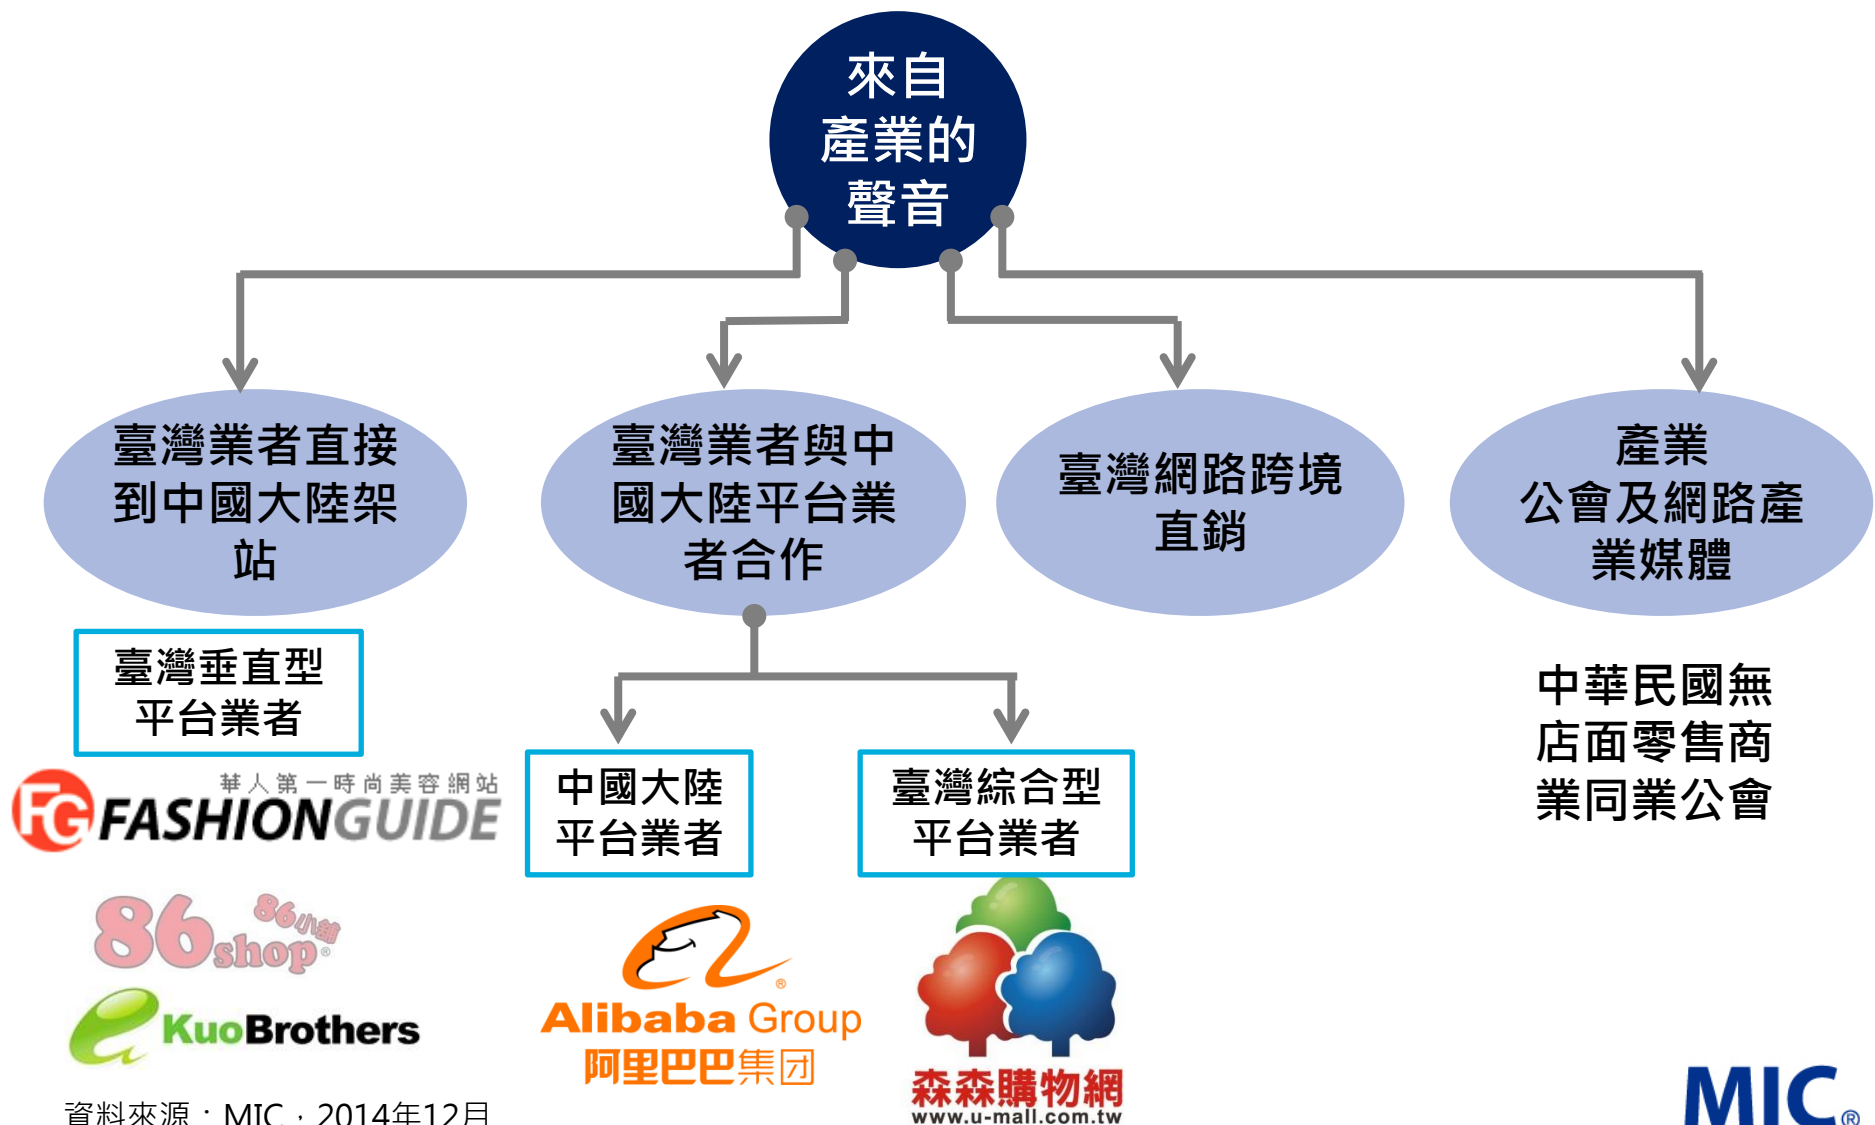 來自
產業的
聲音
臺灣業者直接
到中國大陸架
站
臺灣業者與中
國大陸平台業
者合作
臺灣網路跨境
直銷
產業
公會及網路產
業媒體
臺灣垂直型
平台業者
中華民國無
店面零售商
業同業公會
華人第一時尚美容網站
FG FASHIONGUIDE
中國大陸
平台業者
臺灣綜合型
平台業者
86小舖
86shop®
KuoBrothers
®
Alibaba Group
阿里巴巴集团
森森購物網
www.u-mall.com.tw
資料來源：MIC，2014年12月
MIC®